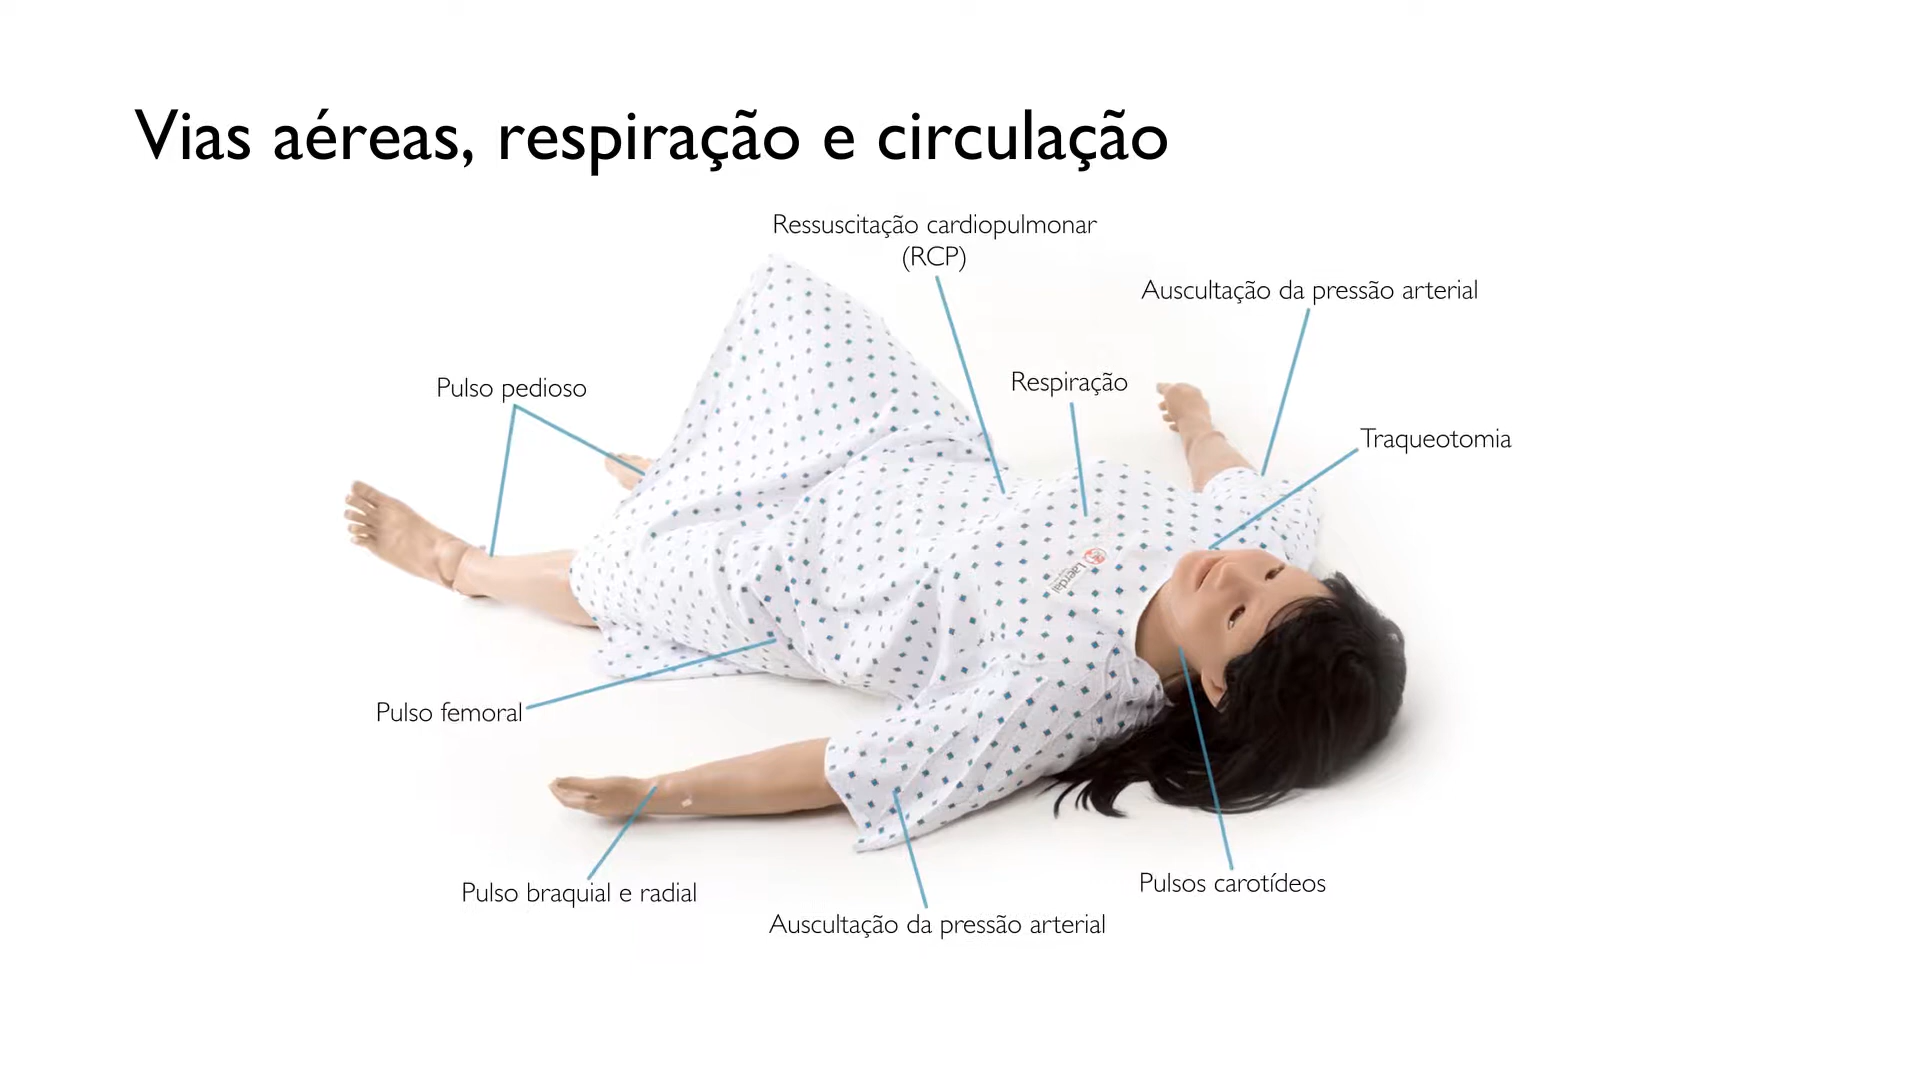 Vias aéreas, respiração e circulação
Ressuscitação cardiopulmonar
(RCP)
Auscultação da pressão arterial
Respiração
Pulso pedioso
Traqueotomia
Laerdal
Pulso femoral
Pulso braquial e radial
Pulsos carotídeos
Auscultação da pressão arterial